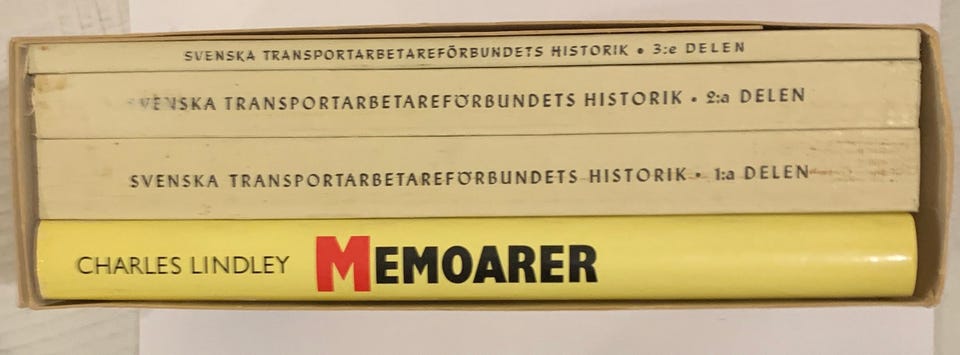 SVENSKA TRANSPORTARBETAREFÖRBUNDETS HISTORIK • 3:e DELEN
SVENSKA TRANSPORTARBETAREFÖRBUNDETS HISTORIK • 2:a DELEN
SVENSKA TRANSPORTARBETAREFÖRBUNDETS HISTORIK • 1:a DELEN
CHARLES LINDLEY MEMOARER